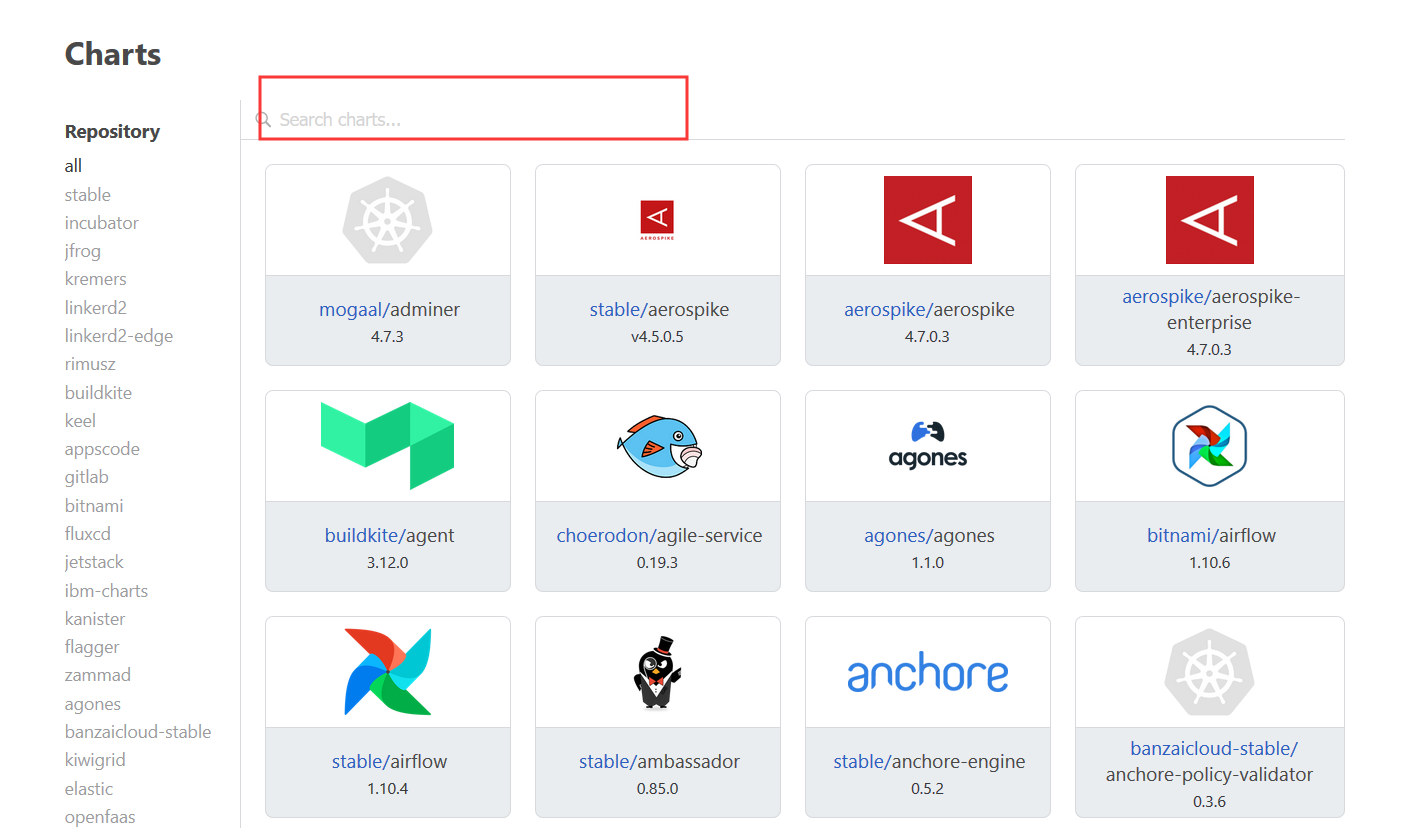 Charts
Repository
all
stable
incubator
jfrog
kremers
linkerd2
linkerd2-edge
rimusz
buildkite
keel
appscode
gitlab
bitnami
fluxcd
jetstack
ibm-charts
kanister
flagger
zammad
agones
banzaicloud-stable
kiwigrid
elastic
openfaas
Search charts...
mogaal/adminer
4.7.3
AEROSPIKE
stable/aerospike
v4.5.0.5
aerospike/aerospike
4.7.0.3
aerospike/aerospike-
enterprise
4.7.0.3
buildkite/agent
3.12.0
choerodon/agile-service
0.19.3
agones
agones/agones
1.1.0
bitnami/airflow
1.10.6
stable/airflow
1.10.4
stable/ambassador
0.85.0
anchore
stable/anchore-engine
0.5.2
banzaicloud-stable/
anchore-policy-validator
0.3.6